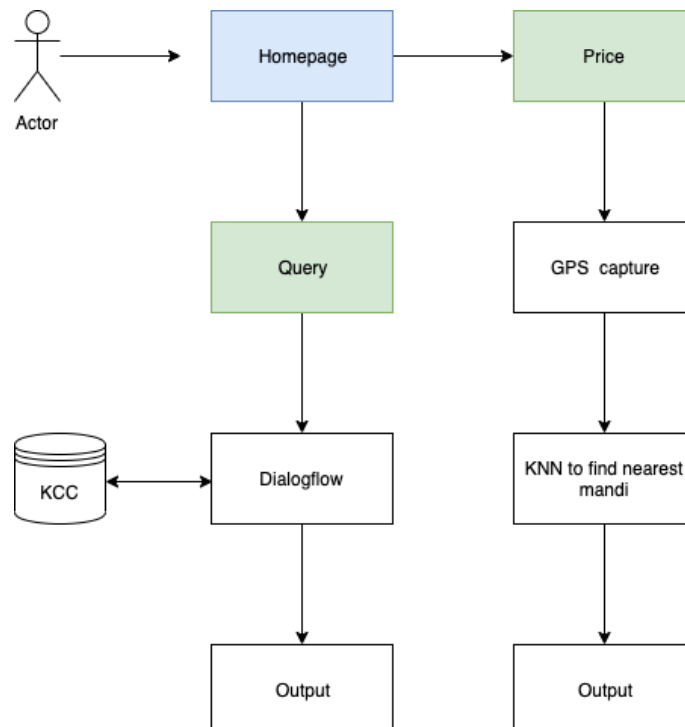 Homepage
Price
Actor
Query
GPS capture
KCC
Dialogflow
KNN to find nearest
mandi
Output
Output